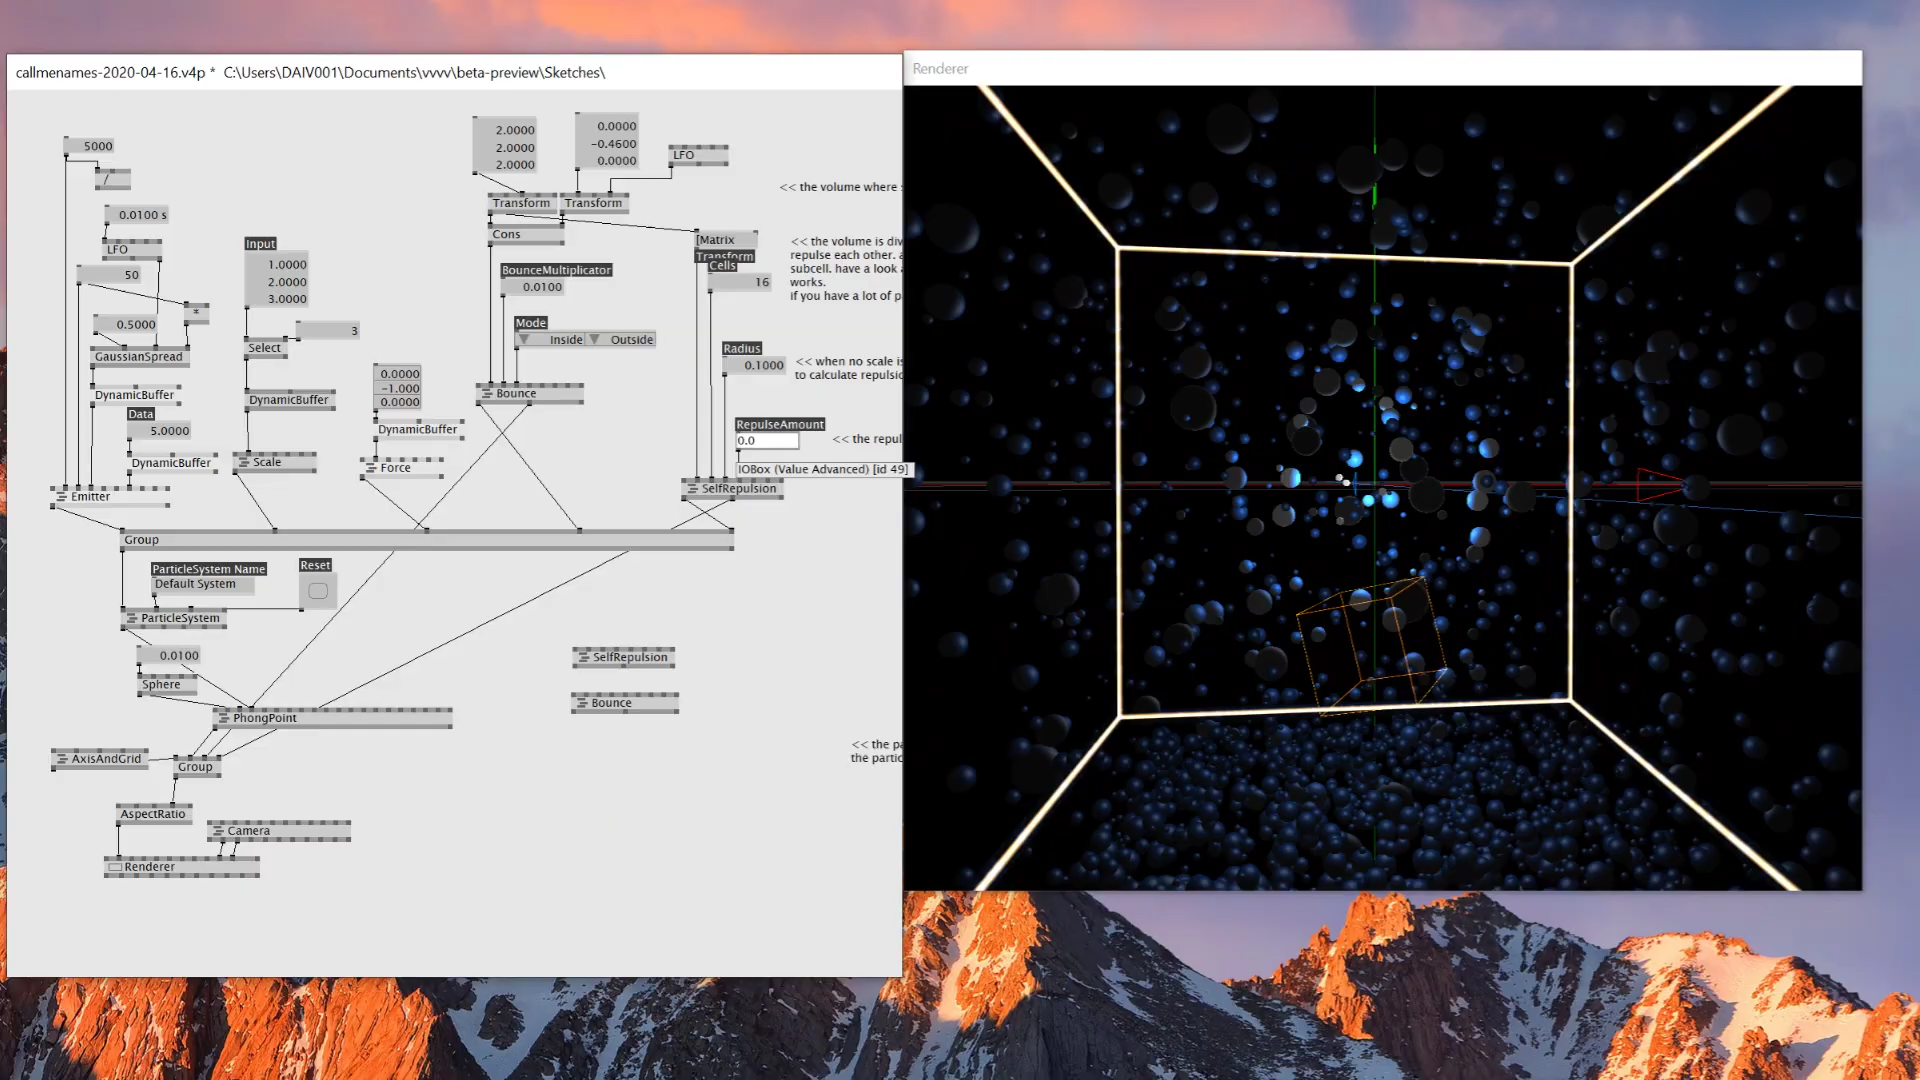 callmenames-2020-04-16.v4p * C:\Users\DAIV001\Documents\vvvv\beta-preview\Sketches\
Renderer
5000
/
0.0100 s
LFO
50
*
0.5000
GaussianSpread
DynamicBuffer
Data
5.0000
DynamicBuffer
Emitter
Input
1.0000
2.0000
3.0000
3
Select
DynamicBuffer
Scale
0.0000
-1.000
0.0000
DynamicBuffer
Force
2.0000
2.0000
2.0000
0.0000
-0.4600
0.0000
LFO
Transform
Transform
Cons
BounceMultiplicator
0.0100
Mode
Inside
Outside
Bounce
<< the volume where
[Matrix
Transform
Cells
16
<< the volume is div
repulse each other. a
subcell. have a look
works.
if you have a lot of p
Radius
0.1000
<< when no scale is
to calculate repulsi
RepulseAmount
0.0
<< the repul
IOBox (Value Advanced) [id 49]
SelfRepulsion
Group
ParticleSystem Name
Default System
Reset
ParticleSystem
0.0100
Sphere
PhongPoint
SelfRepulsion
Bounce
<< the pa
the partic
AxisAndGrid
Group
AspectRatio
Camera
Renderer